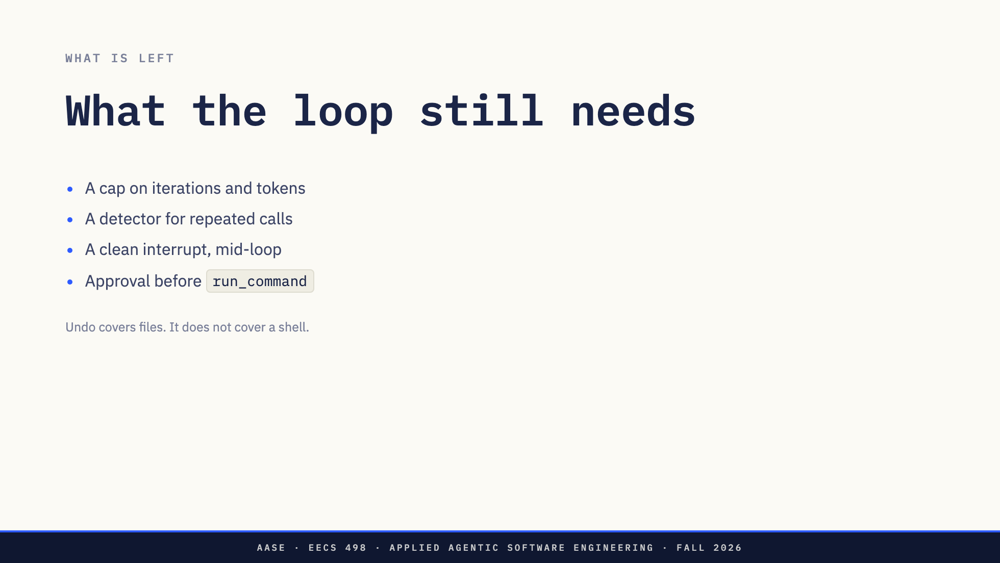 WHAT IS LEFT
What the loop still needs
• A cap on iterations and tokens
• A detector for repeated calls
• A clean interrupt, mid-loop
• Approval before run_command
Undo covers files. It does not cover a shell.
AASE · EECS 498 · APPLIED AGENTIC SOFTWARE ENGINEERING · FALL 2026